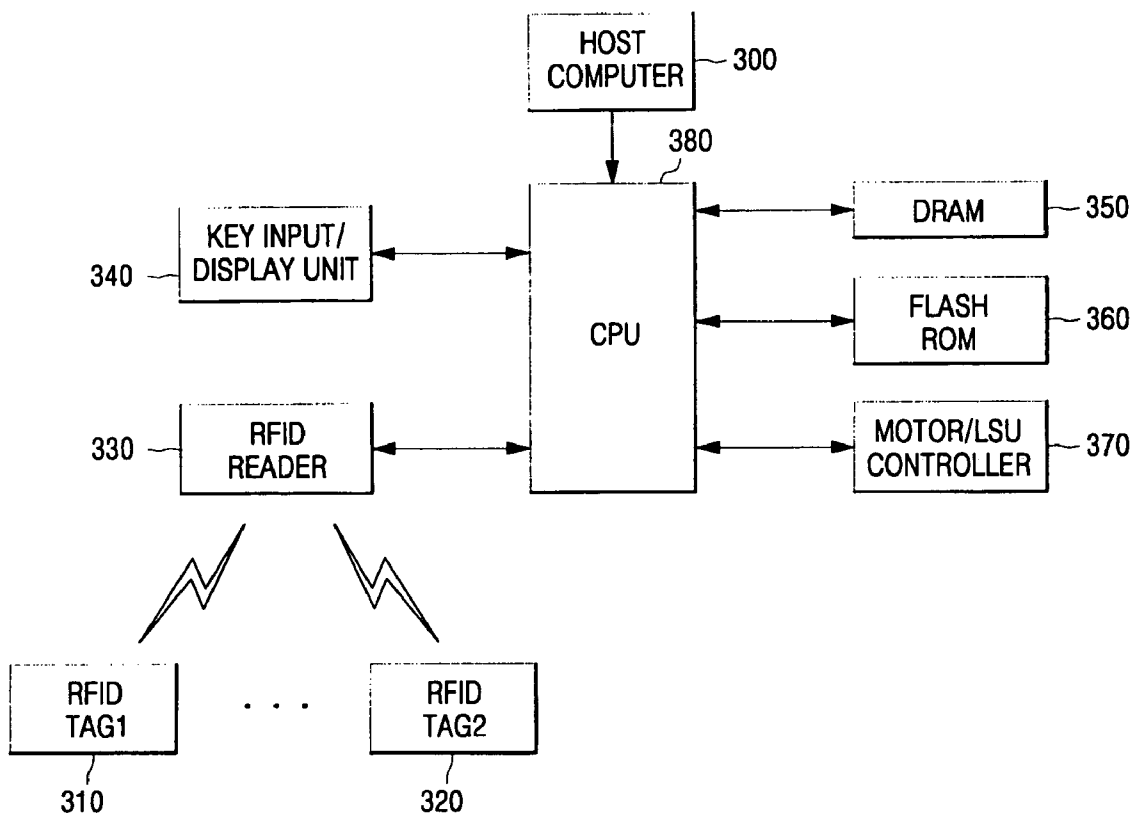 HOST
COMPUTER
300
380
KEY INPUT/
DISPLAY UNIT
340
CPU
DRAM
350
FLASH
ROM
360
RFID
READER
330
MOTOR/LSU
CONTROLLER
370
RFID
TAG1
310
. . .
RFID
TAG2
320